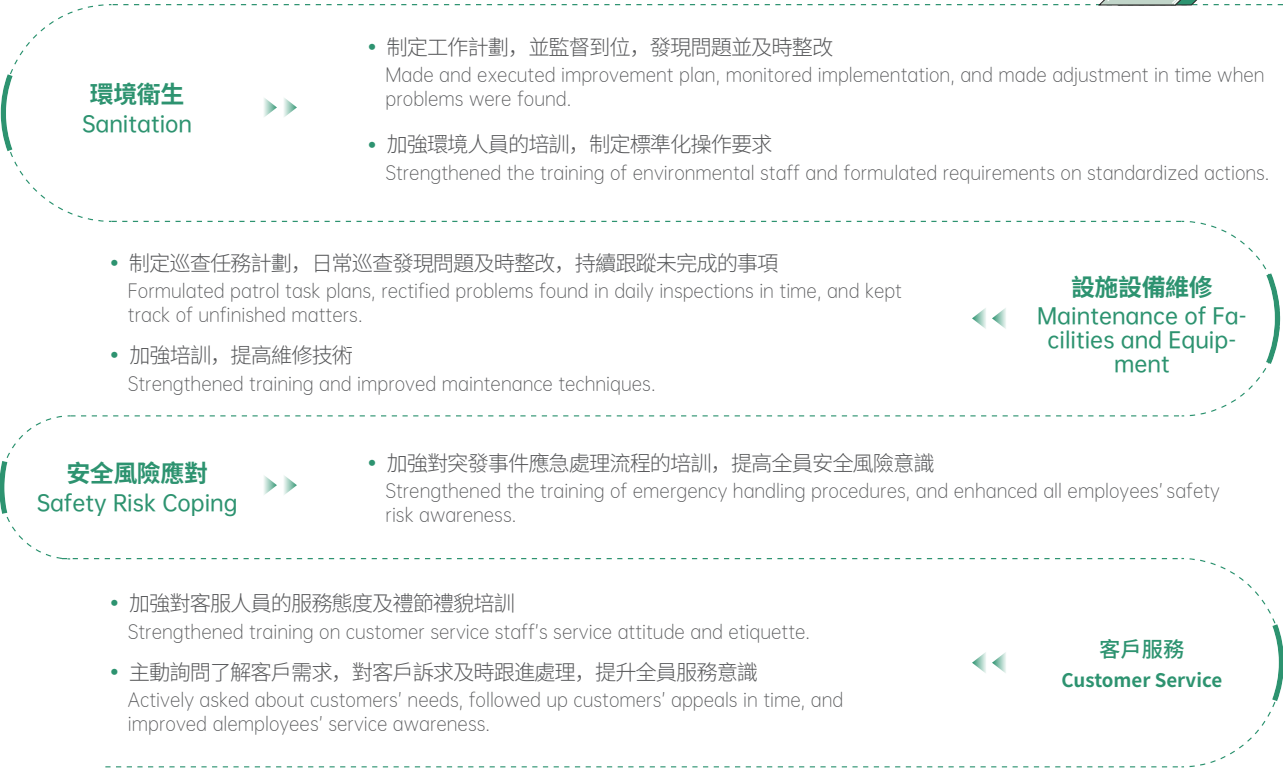 環境衛生
Sanitation
• 制定工作計劃，並監督到位，發現問題並及時整改
Made and executed improvement plan, monitored implementation, and made adjustment in time when
problems were found.
• 加強環境人員的培訓，制定標準化操作要求
Strengthened the training of environmental staff and formulated requirements on standardized actions.
• 制定巡查任務計劃，日常巡查發現問題及時整改，持續跟蹤未完成的事項
Formulated patrol task plans, rectified problems found in daily inspections in time, and kept
track of unfinished matters.
• 加強培訓，提高維修技術
Strengthened training and improved maintenance techniques.
設施設備維修
Maintenance of Fa-
cilities and Equip-
ment
安全風險應對
Safety Risk Coping
• 加強對突發事件應急處理流程的培訓，提高全員安全風險意識
Strengthened the training of emergency handling procedures, and enhanced all employees’ safety
risk awareness.
• 加強對客服人員的服務態度及禮節禮貌培訓
Strengthened training on customer service staff’s service attitude and etiquette.
• 主動詢問了解客戶需求，對客戶訴求及時跟進處理，提升全員服務意識
Actively asked about customers’ needs, followed up customers’ appeals in time, and
improved alemployees’ service awareness.
客戶服務
Customer Service